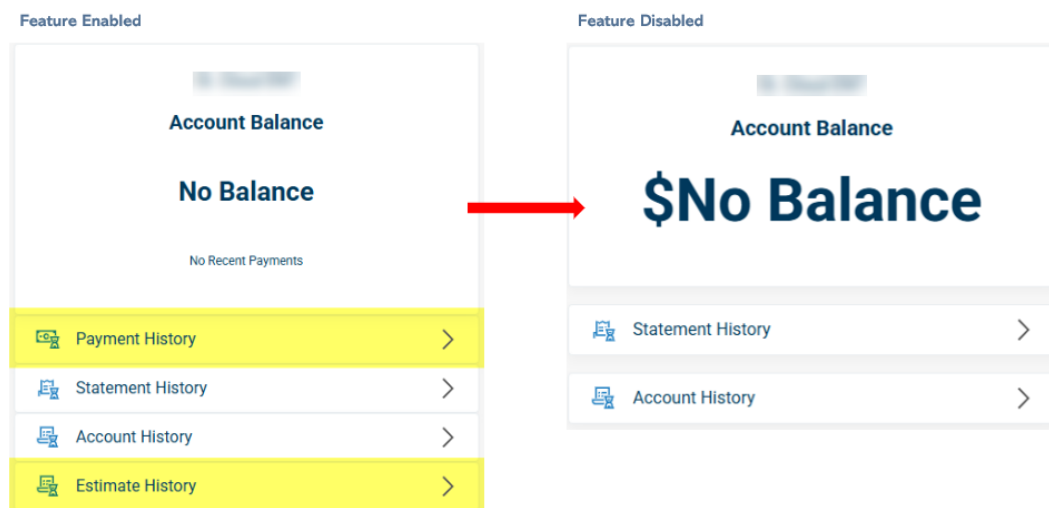 Feature Enabled
Account Balance
No Balance
No Recent Payments
Payment History
Statement History
Account History
Estimate History
Feature Disabled
Account Balance
$No Balance
Statement History
Account History